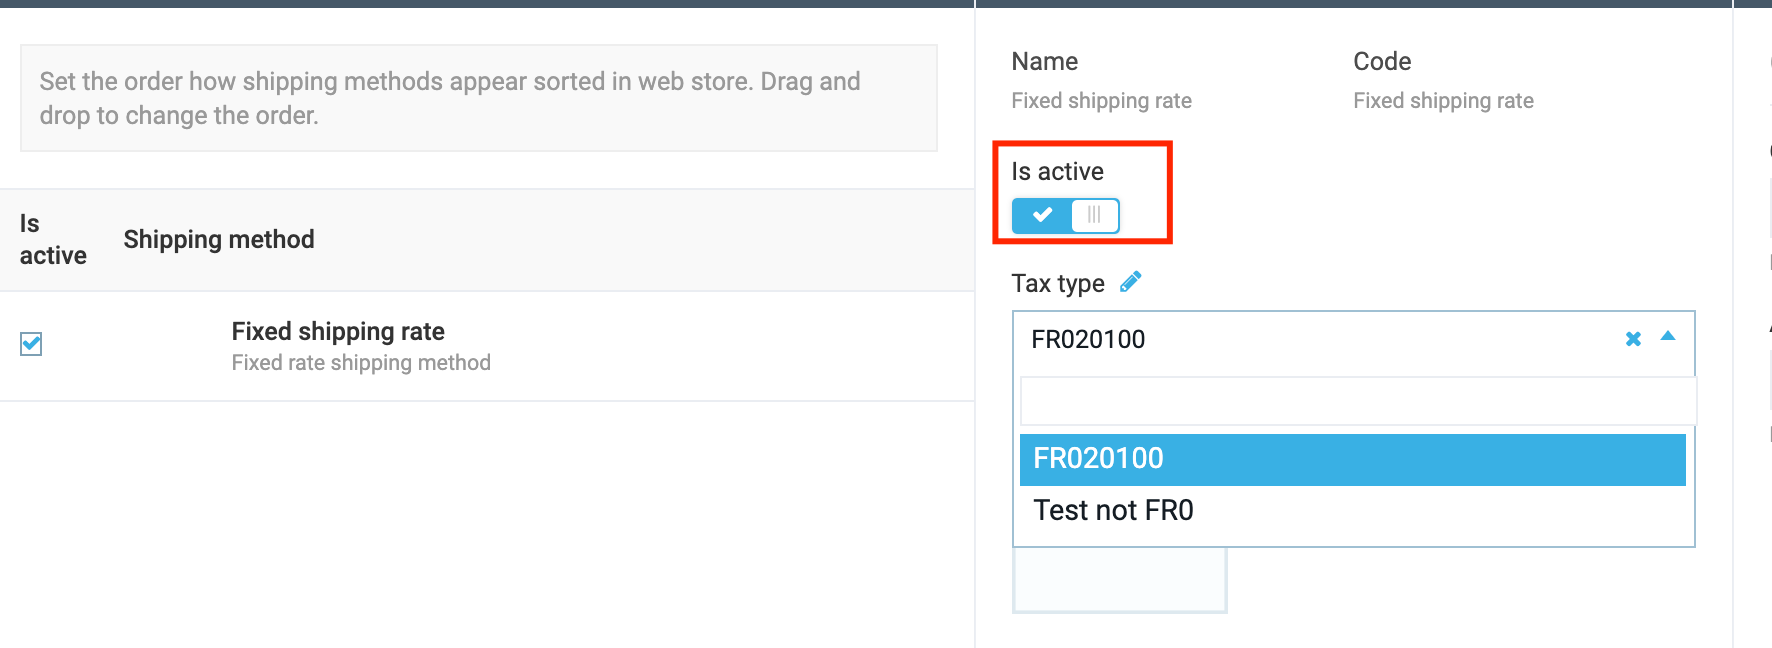 Set the order how shipping methods appear sorted in web store. Drag and
drop to change the order.
Is
active
Shipping method
Fixed shipping rate
Fixed rate shipping method
Name
Fixed shipping rate
Code
Fixed shipping rate
Is active
Tax type
FR020100
FR020100
Test not FR0